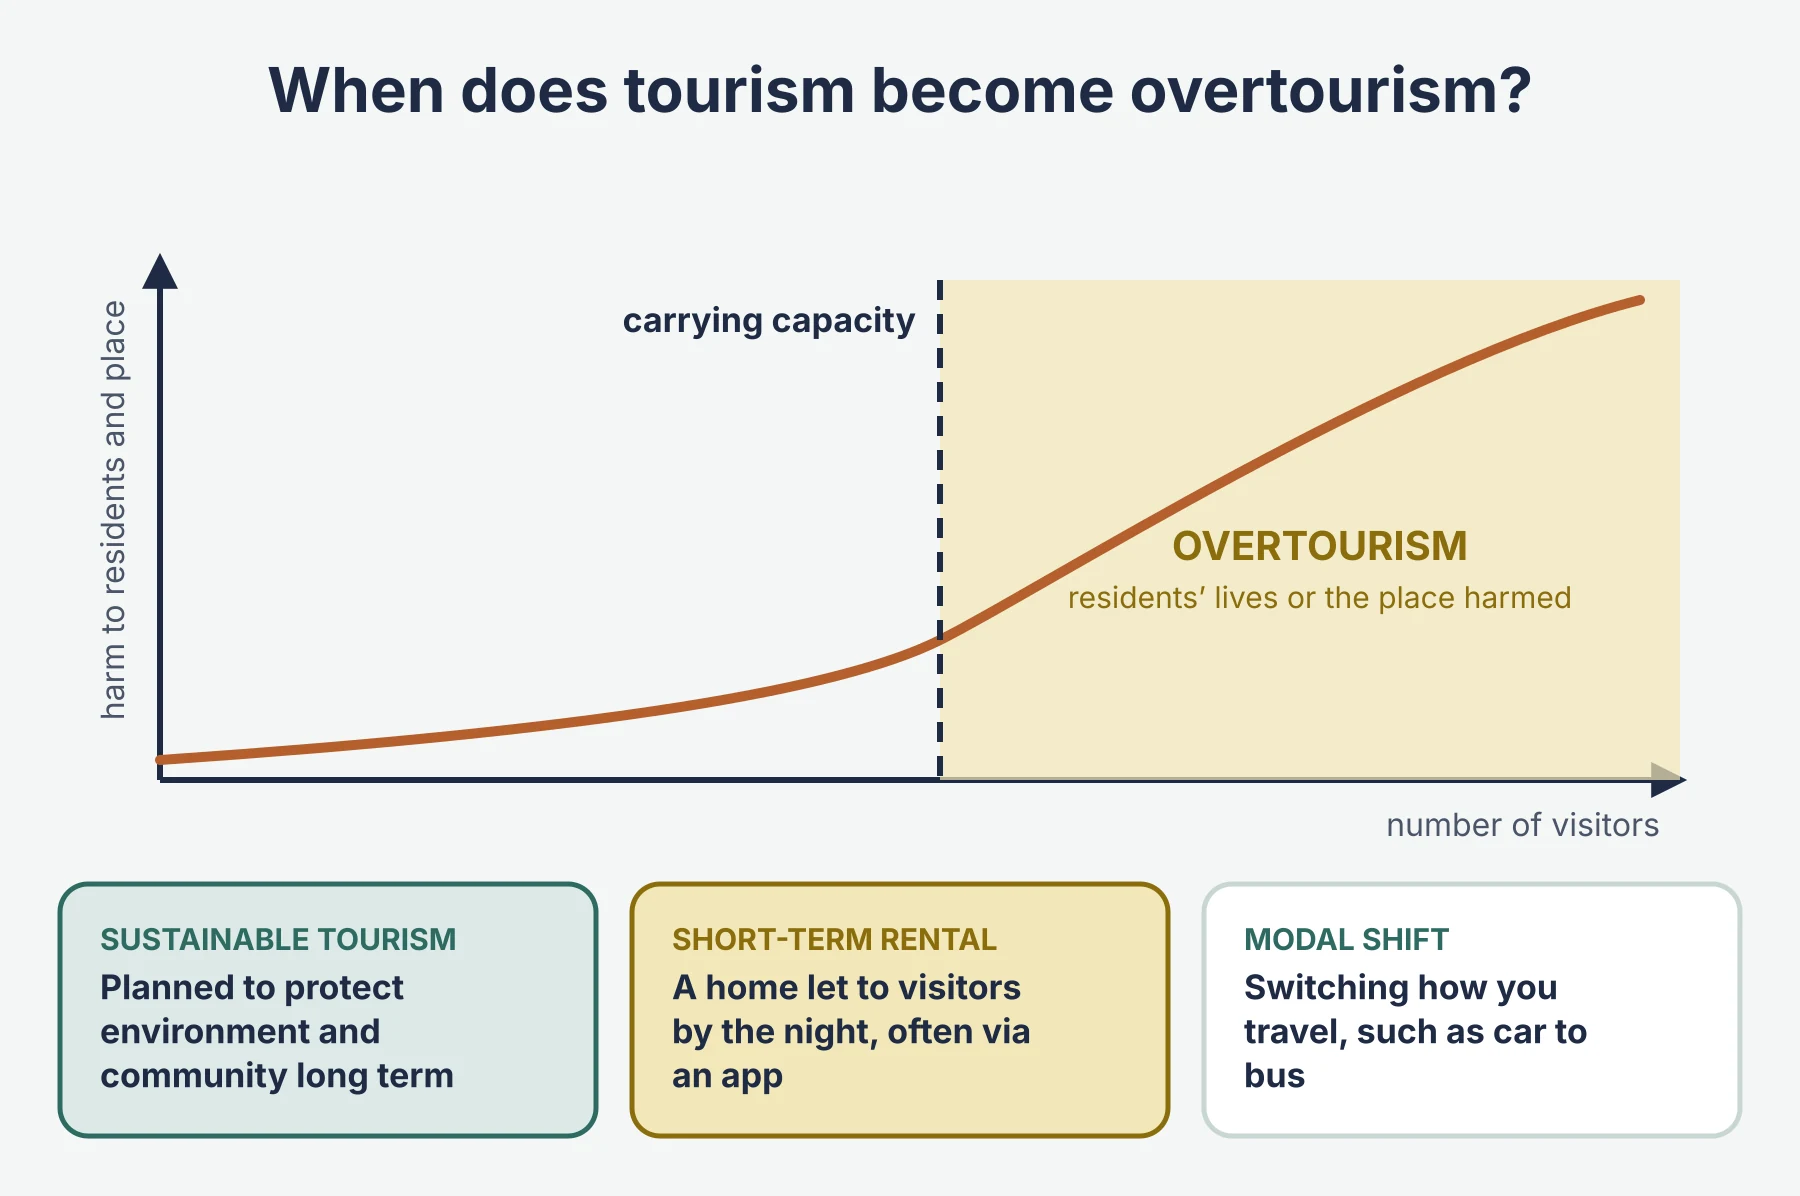 When does tourism become overtourism?
harm to residents and place
carrying capacity
OVERTOURISM
residents’ lives or the place harmed
number of visitors
SUSTAINABLE TOURISM
Planned to protect
environment and
community long term
SHORT-TERM RENTAL
A home let to visitors
by the night, often via
an app
MODAL SHIFT
Switching how you
travel, such as car to
bus